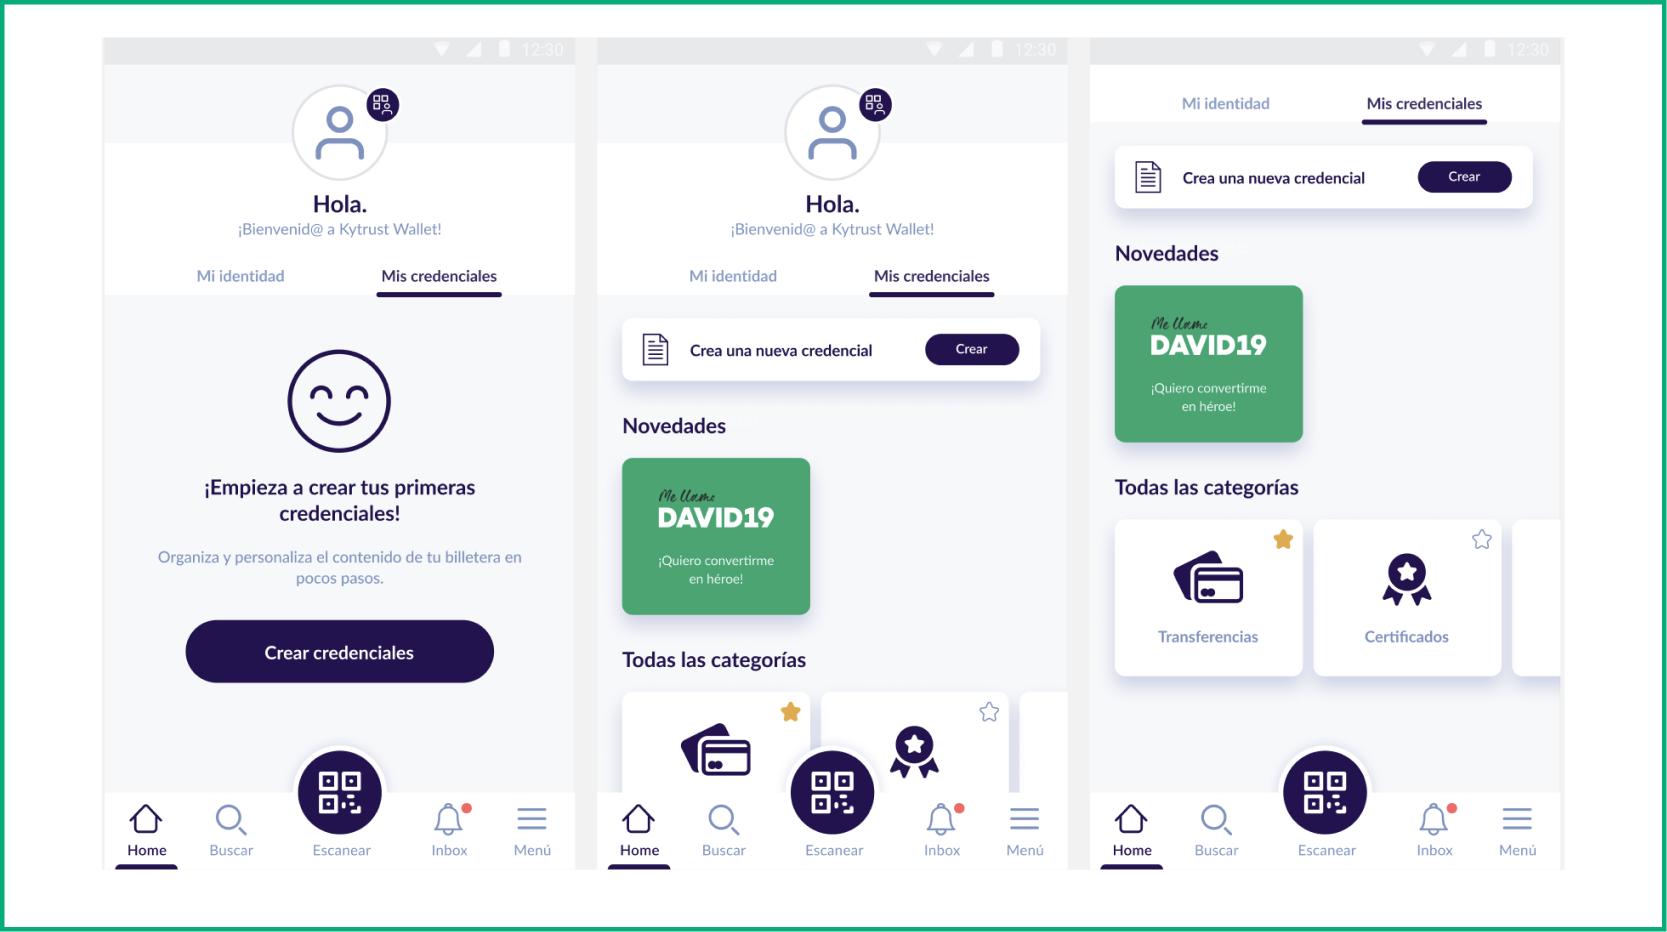 12:30
Hola.
¡Bienvenid@ a Kytrust Wallet!
Mi identidad
Mis credenciales
¡Empieza a crear tus primeras
credenciales!
Organiza y personaliza el contenido de tu billetera en
pocos pasos.
Crear credenciales
Home
Buscar
Escanear
Inbox
Menú
12:30
Hola.
¡Bienvenid@ a Kytrust Wallet!
Mi identidad
Mis credenciales
Crea una nueva credencial
Crear
Novedades
Me llamo
DAVID19
¡Quiero convertirme
en héroe!
Todas las categorías
Home
Buscar
Escanear
Inbox
Menú
12:30
Mi identidad
Mis credenciales
Crea una nueva credencial
Crear
Novedades
Me llamo
DAVID19
¡Quiero convertirme
en héroe!
Todas las categorías
Transferencias
Certificados
Home
Buscar
Escanear
Inbox
Menú